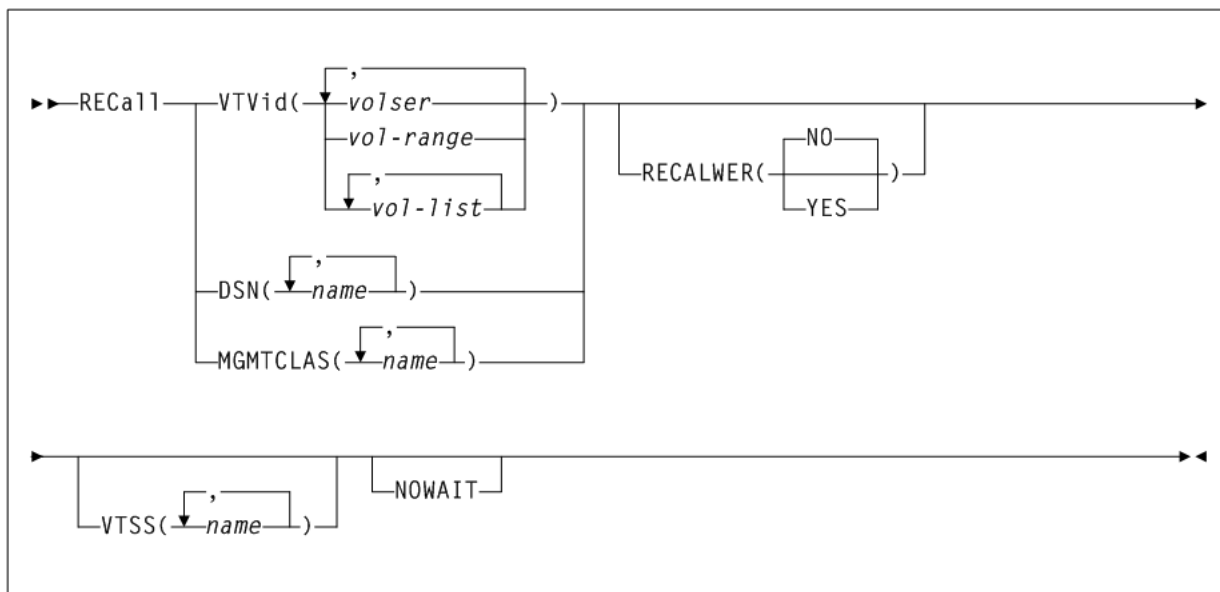 ,
RECall VTVid( volser )
vol-range
,
vol-list
RECALWER( NO )
YES
,
DSN( name )
,
MGMTCLAS( name )
,
VTSS( name )
NOWAIT